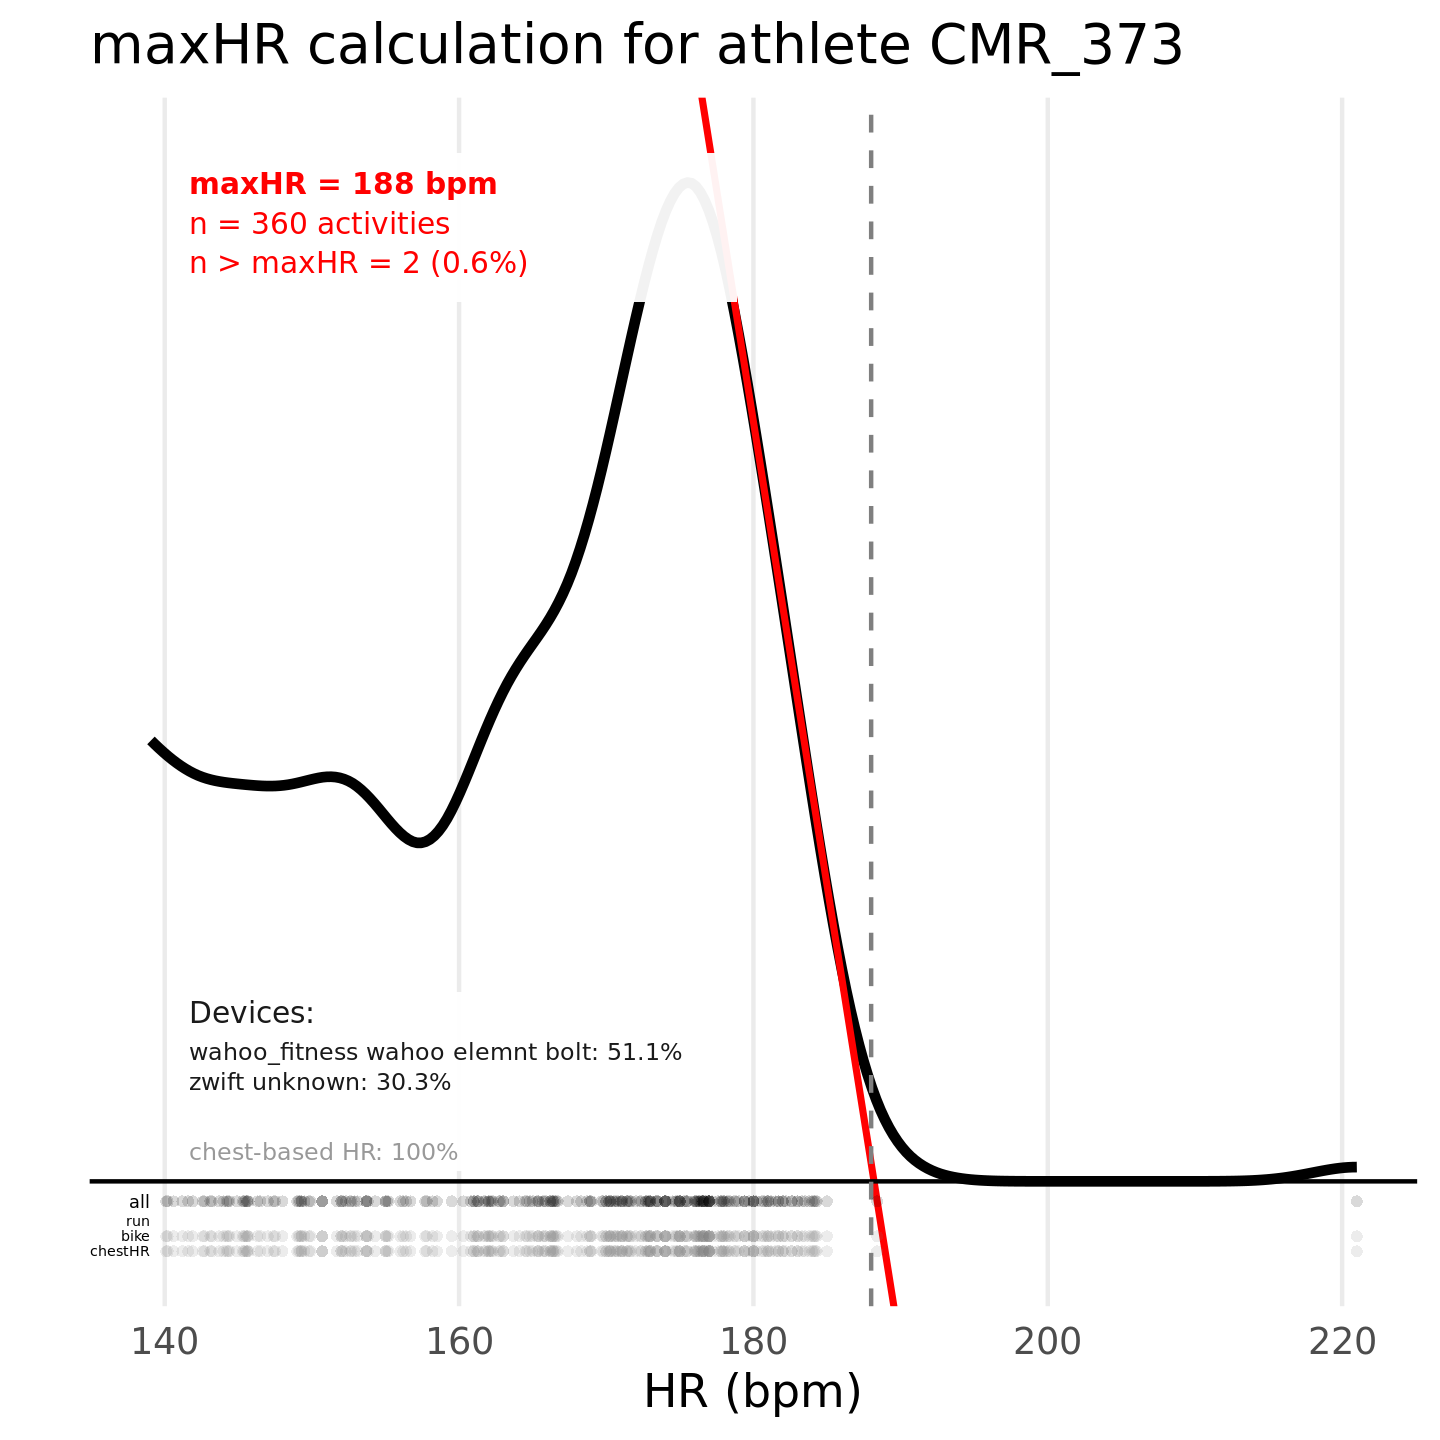 maxHR calculation for athlete CMR_373
maxHR = 188 bpm
n = 360 activities
n > maxHR = 2 (0.6%)
Devices:
wahoo_fitness wahoo elemnt bolt: 51.1%
zwift unknown: 30.3%
chest-based HR: 100%
all
run
bike
chestHR
140 160 180 200 220
HR (bpm)